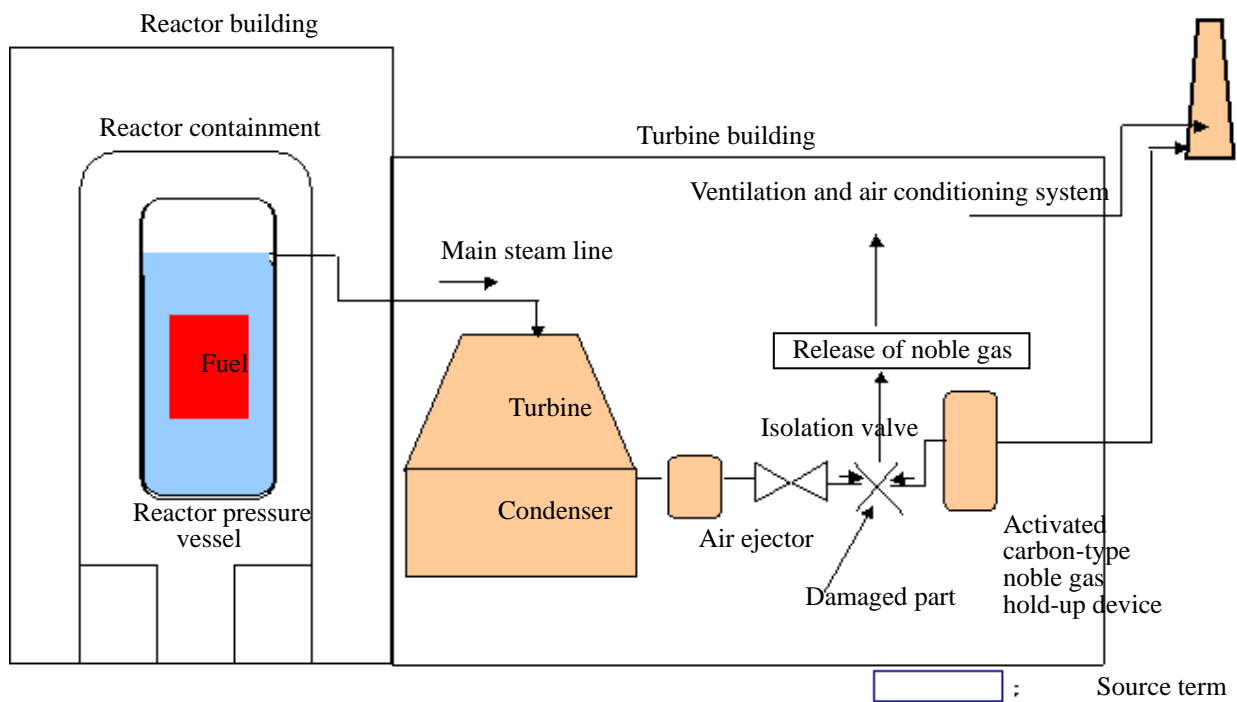 Reactor building
Reactor containment
Turbine building
Ventilation and air conditioning system
Main steam line
Release of noble gas
Fuel
Turbine
Isolation valve
Condenser
Reactor pressure
vessel
Air ejector
Activated
carbon-type
noble gas
hold-up device
Damaged part
; Source term